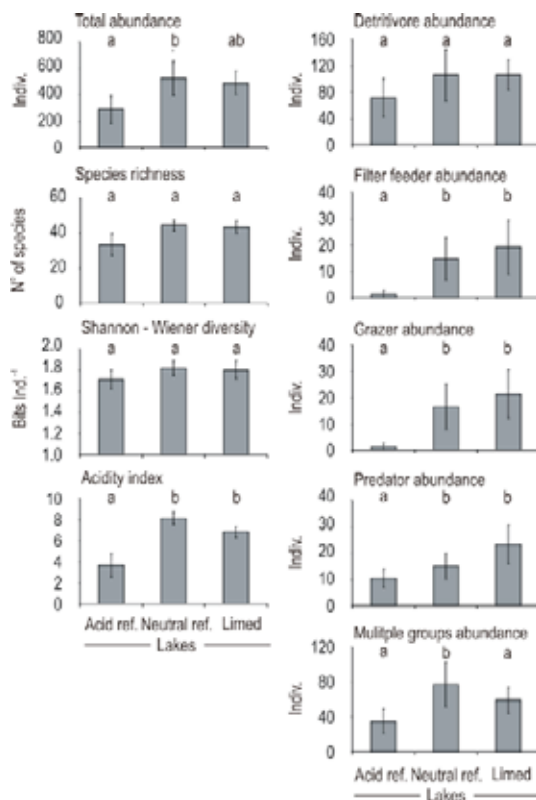 Total abundance
800
600
400
200
0
Indiv.
a b ab
Species richness
60
40
20
0
N° of species
a a a
Shannon - Wiener diversity
2.0
1.8
1.6
1.4
1.2
1.0
Bits Ind.⁻¹
a a a
Acidity index
10
8
6
4
2
0
a b b
Acid ref. Neutral ref. Limed
Lakes
Detritivore abundance
160
120
80
40
0
Indiv.
a a a
Filter feeder abundance
40
30
20
10
0
Indiv.
a b b
Grazer abundance
40
30
20
10
0
Indiv.
a b b
Predator abundance
40
30
20
10
0
Indiv.
a b b
Mulitple groups abundance
120
80
40
0
Indiv.
a b a
Acid ref. Neutral ref. Limed
Lakes